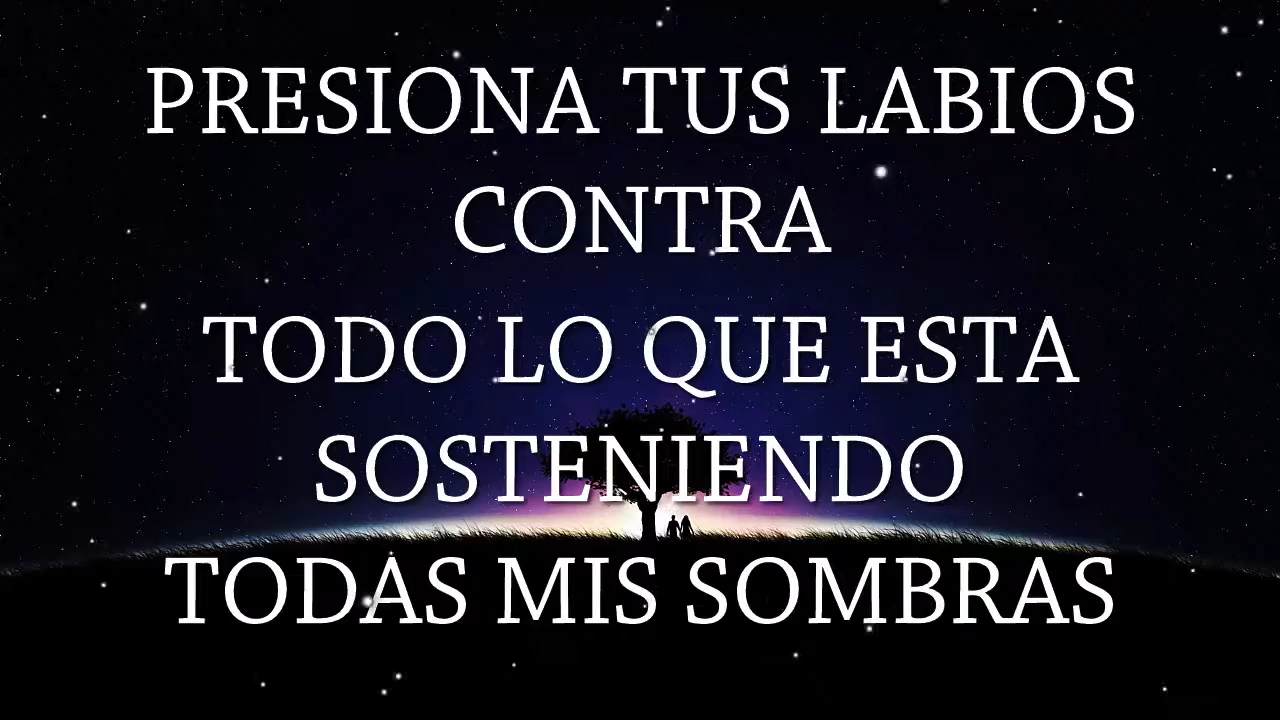 PRESIONA TUS LABIOS
CONTRA
TODO LO QUE ESTA
SOSTENIENDO
TODAS MIS SOMBRAS